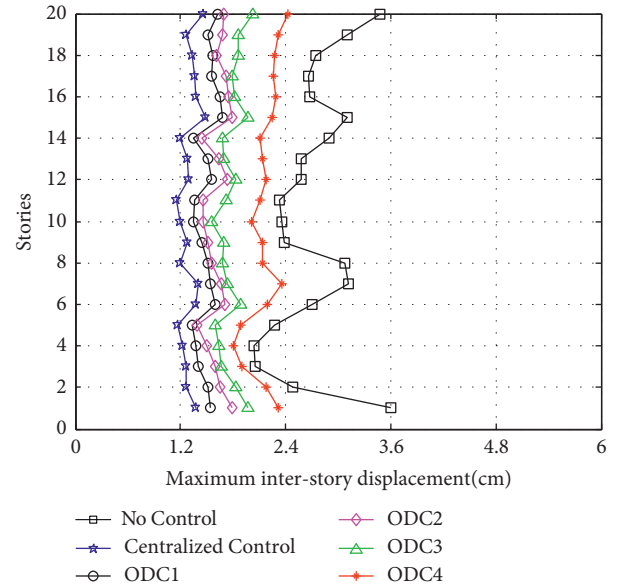 20
18
16
14
12
10
8
6
4
2
0
Stories
0 1.2 2.4 3.6 4.8 6
Maximum inter-story displacement(cm)
No Control
Centralized Control
ODC1
ODC2
ODC3
ODC4